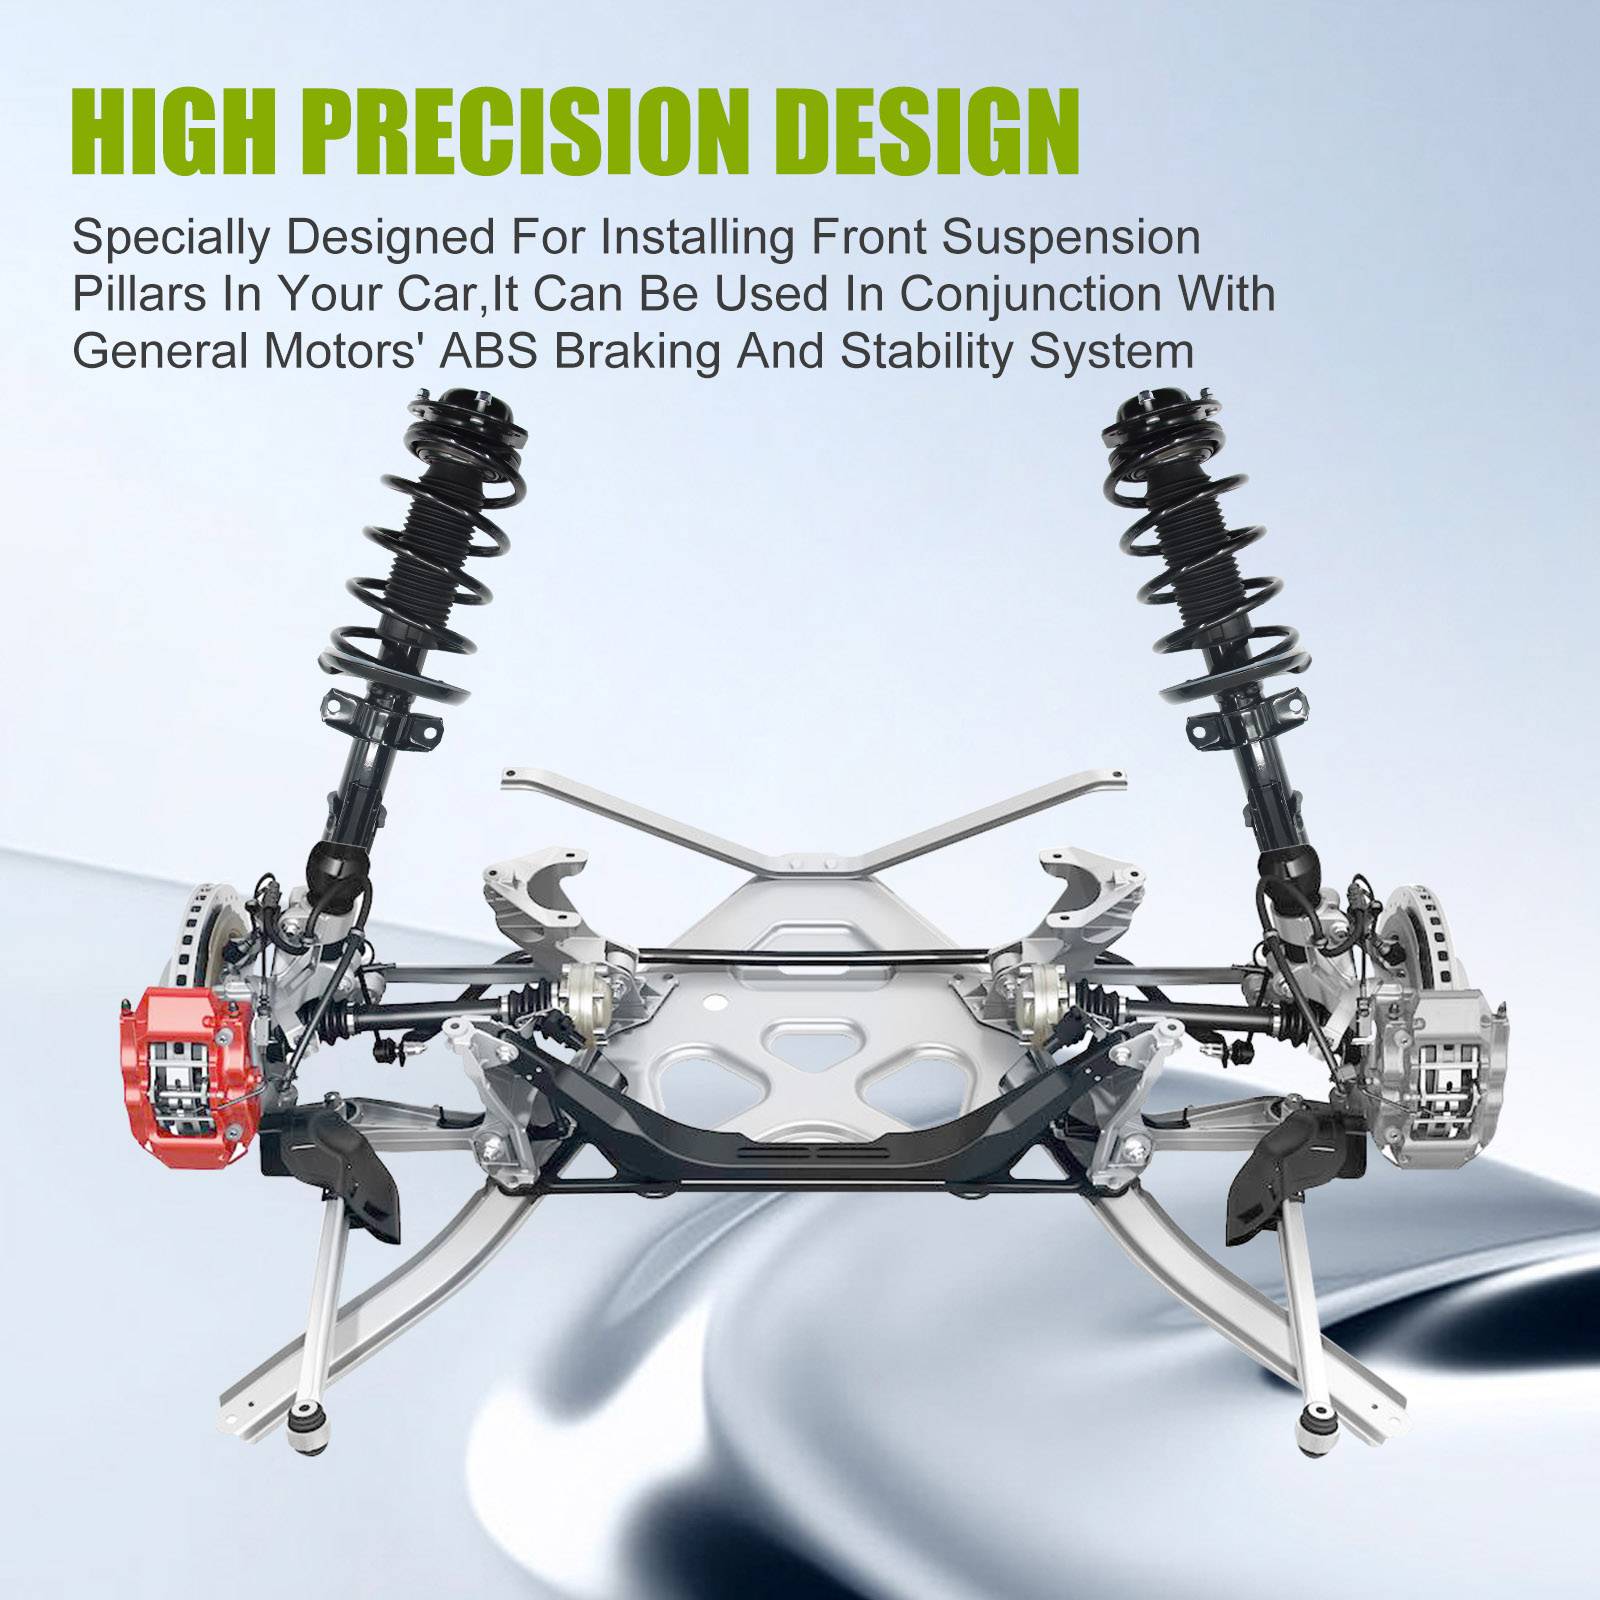 HIGH PRECISION DESIGN
Specially Designed For Installing Front Suspension
Pillars In Your Car,It Can Be Used In Conjunction With
General Motors' ABS Braking And Stability System